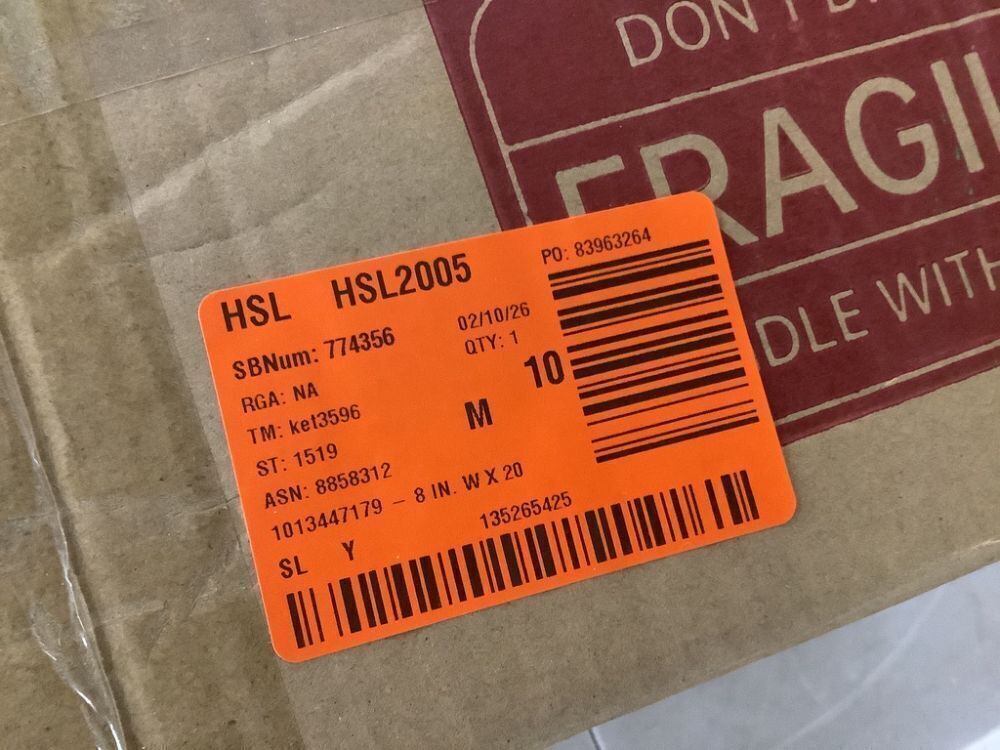 DON'T
FRAGIL
DLE WITH
HSL HSL2005
PO: 83963264
SBNum: 774356
02/10/26
QTY: 1
RGA: NA
10
TM: ket3596
M
ST: 1519
ASN: 8858312
1013447179 – 8 IN. W X 20
135265425
SL Y